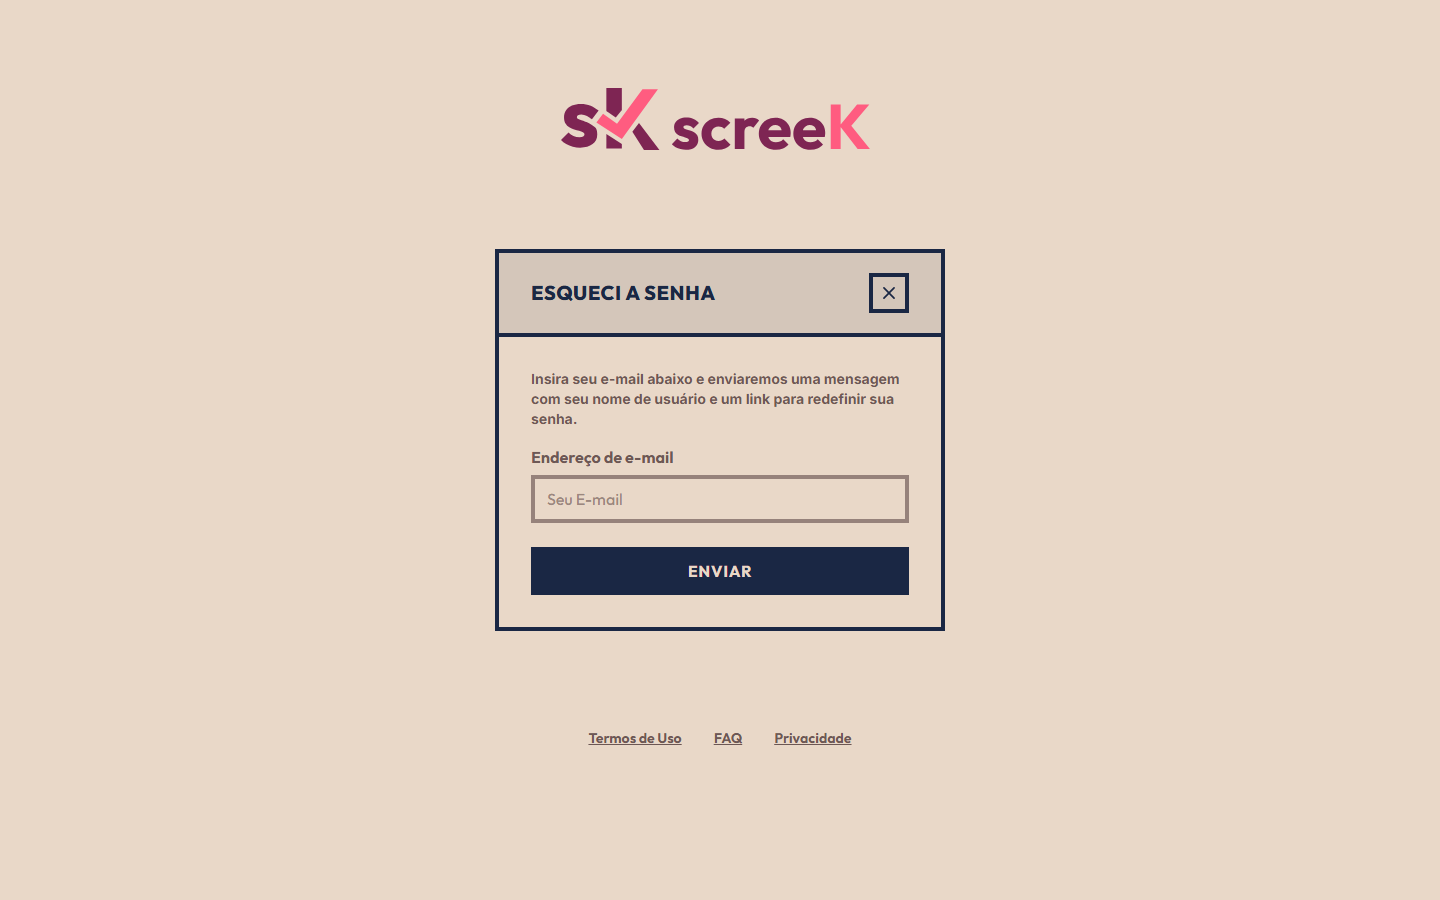 sK screeK
ESQUECI A SENHA
Insira seu e-mail abaixo e enviaremos uma mensagem
com seu nome de usuário e um link para redefinir sua
senha.
Endereço de e-mail
Seu E-mail
ENVIAR
Termos de Uso FAQ Privacidade